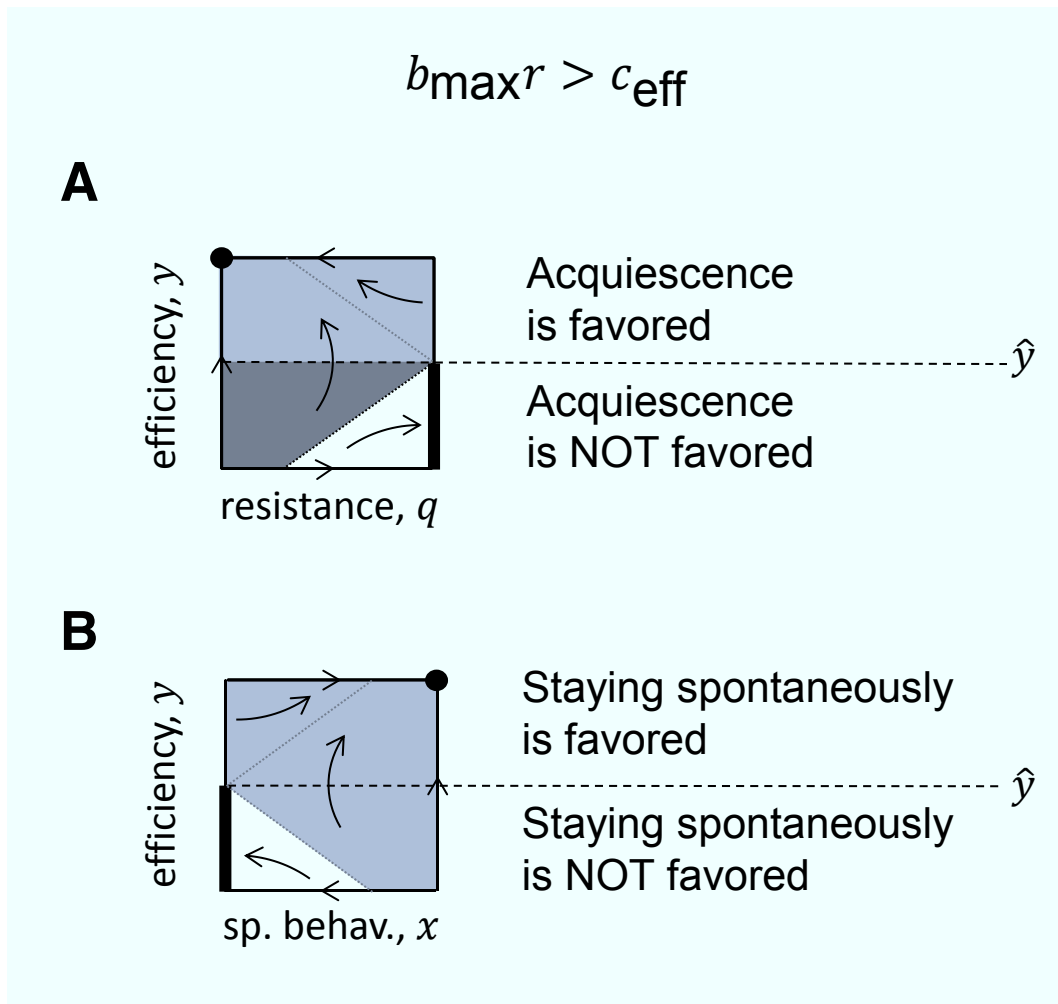 bmaxr > ceff
A
efficiency, y
Acquiescence
is favored
ŷ
Acquiescence
is NOT favored
resistance, q
B
efficiency, y
Staying spontaneously
is favored
ŷ
Staying spontaneously
is NOT favored
sp. behav., x